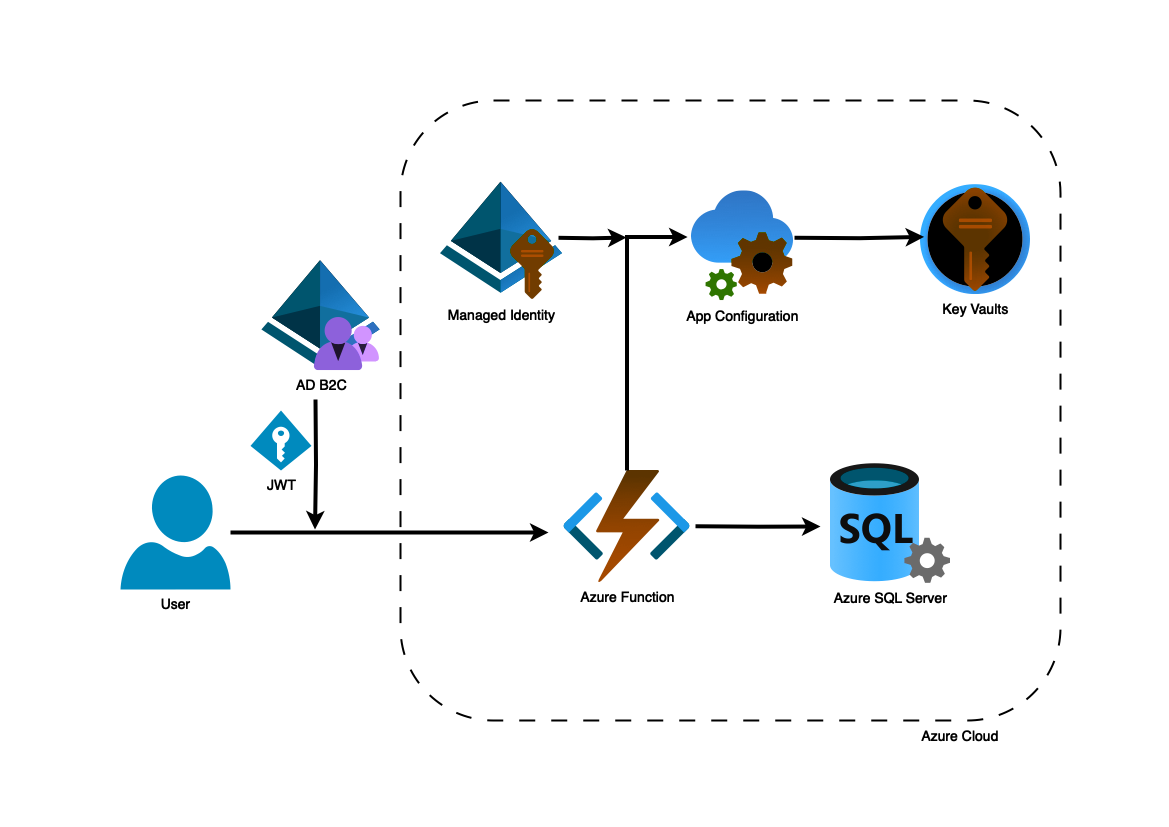 Managed Identity
App Configuration
Key Vaults
AD B2C
JWT
User
Azure Function
SQL
Azure SQL Server
Azure Cloud